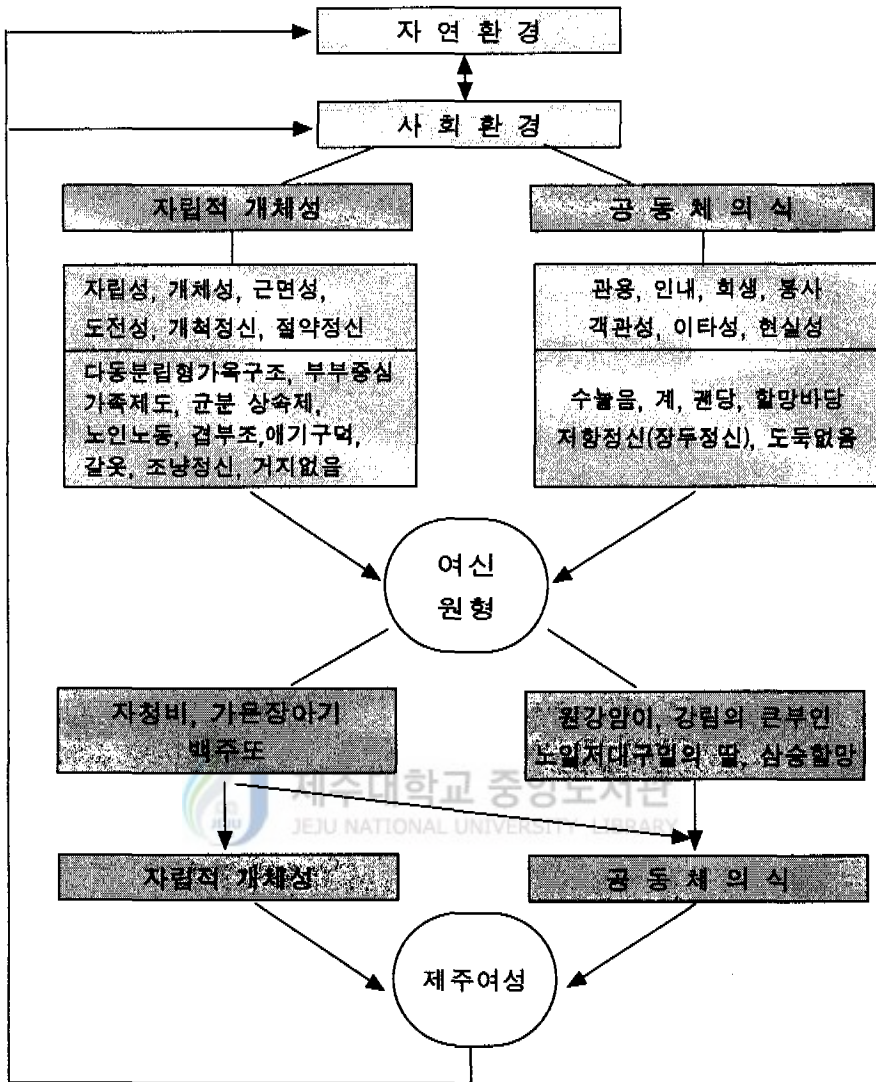 자 연 환 경
사 회 환 경
자립적 개체성
공 동 체 의 식
자립성, 개체성, 근면성,
도전성, 개척정신, 절약정신
다동분립형가옥구조, 부부중심
가족제도, 균분 상속제,
노인노동, 겹부조,애기구덕,
갈옷, 조냥정신, 거지없음
관용, 인내, 희생, 봉사
객관성, 이타성, 현실성
수눌음, 계, 궨당, 할망바당
저항정신(장두정신), 도둑없음
여신
원형
자청비, 가믄장아기
백주또
원강암이, 강림의 큰부인
노일저대구일의 딸, 삼승할망
제주대학교 중앙도서관
JEJU NATIONAL UNIVERSITY LIBRARY
JEJU
자립적 개체성
공 동 체 의 식
제주여성